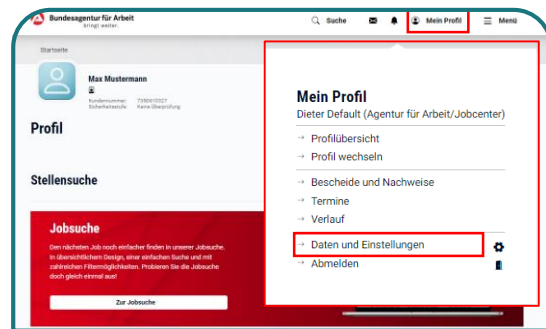 Bundesagentur für Arbeit
bringt weiter.
Suche
Mein Profil
Menü
Startseite
Max Mustermann
Kundennummer: 735D610327
Sicherheitsstufe: Keine Überprüfung
Profil
Stellensuche
Jobsuche
Den nächsten Job noch einfacher finden in unserer Jobsuche.
In übersichtlichem Design, einer einfachen Suche und mit
zahlreichen Filtermöglichkeiten. Probieren Sie die Jobsuche
doch gleich einmal aus!
Zur Jobsuche
Mein Profil
Dieter Default (Agentur für Arbeit/Jobcenter)
→ Profilübersicht
→ Profil wechseln
→ Bescheide und Nachweise
→ Termine
→ Verlauf
→ Daten und Einstellungen
→ Abmelden